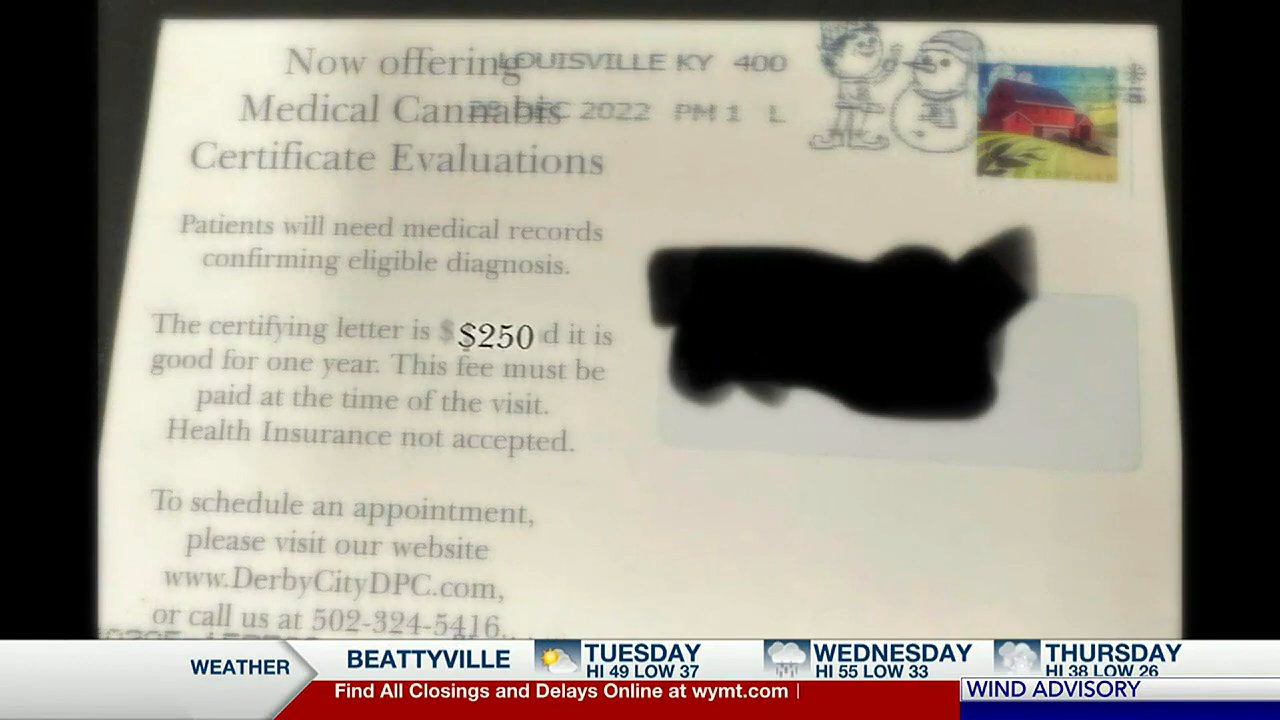 Now offering
LOUISVILLE KY 400
Medical Cannabis
DEC 2022 PM 1 L
Certificate Evaluations
Patients will need medical records
confirming eligible diagnosis.
The certifying letter is $ $250 d it is
good for one year. This fee must be
paid at the time of the visit.
Health Insurance not accepted.
To schedule an appointment,
please visit our website
www.DerbyCityDPC.com,
or call us at 502-324-5416.
WEATHER
BEATTYVILLE
TUESDAY
HI 49 LOW 37
WEDNESDAY
HI 55 LOW 33
THURSDAY
HI 38 LOW 26
Find All Closings and Delays Online at wymt.com |
WIND ADVISORY